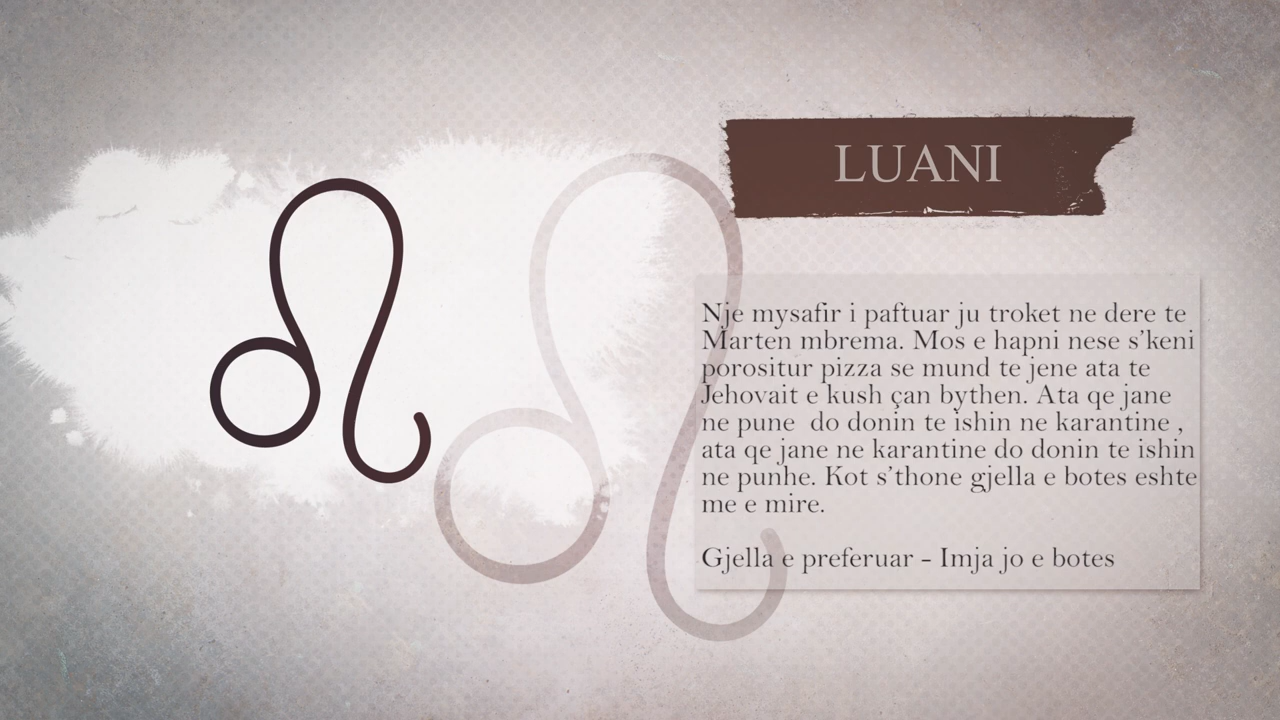 LUANI
Nje mysafir i paftuar ju troket ne dere te
Marten mbrema. Mos e hapni nese s'keni
porositur pizza se mund te jene ata te
Jehovait e kush çan bythen. Ata qe jane
ne pune  do donin te ishin ne karantine ,
ata qe jane ne karantine do donin te ishin
ne punhe. Kot s'thone gjella e botes eshte
me e mire.
Gjella e preferuar - Imja jo e botes